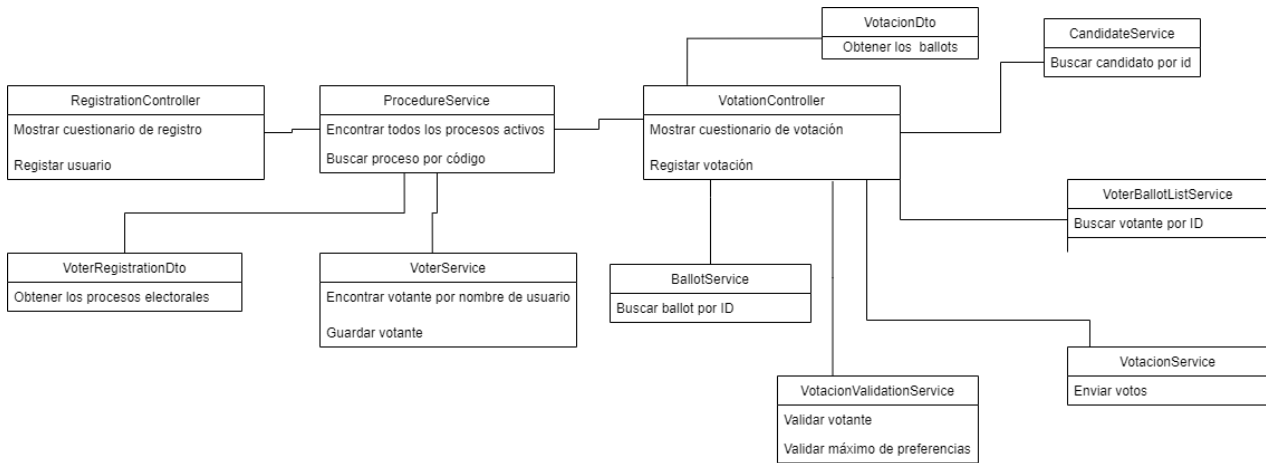 VotacionDto
Obtener los ballots
CandidateService
Buscar candidato por id
RegistrationController
Mostrar cuestionario de registro
Registar usuario
ProcedureService
Encontrar todos los procesos activos
Buscar proceso por código
VotationController
Mostrar cuestionario de votación
Registar votación
VoterBallotListService
Buscar votante por ID
VoterRegistrationDto
Obtener los procesos electorales
VoterService
Encontrar votante por nombre de usuario
Guardar votante
BallotService
Buscar ballot por ID
VotacionService
Enviar votos
VotacionValidationService
Validar votante
Validar máximo de preferencias